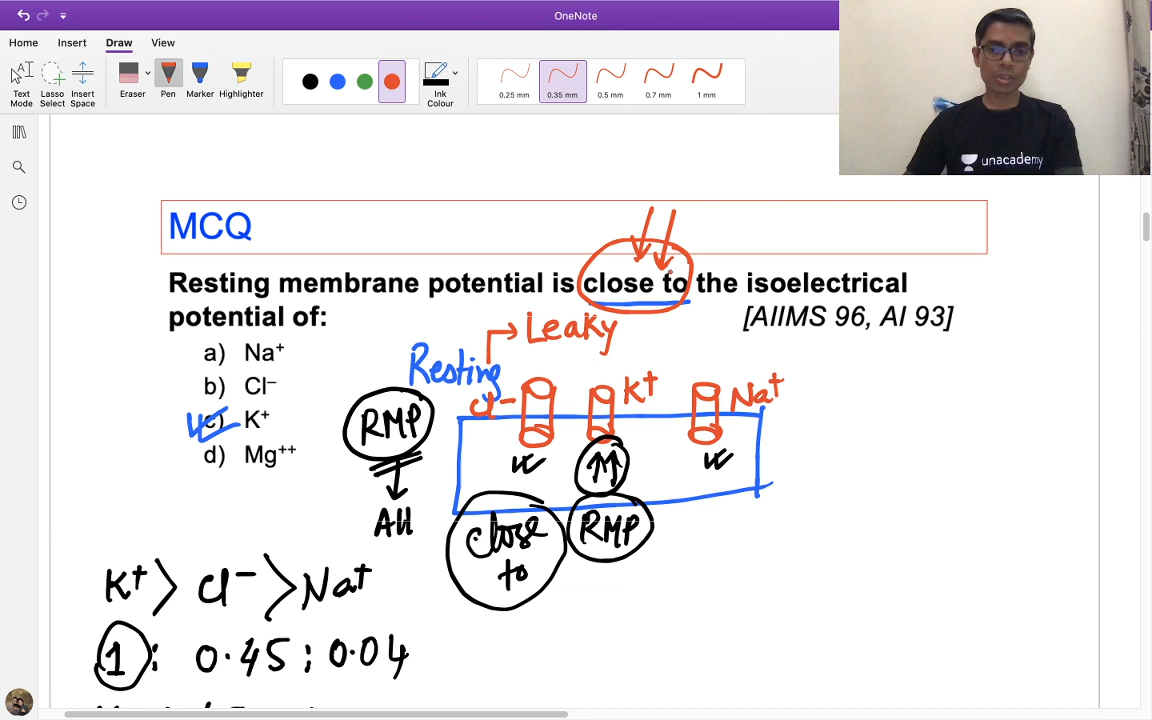 OneNote
Home Insert Draw View
Text Mode
Lasso Select
Insert Space
Eraser
Pen
Marker
Highlighter
Ink Colour
0.25 mm
0.35 mm
0.5 mm
0.7 mm
1 mm
unacademy
MCQ
Resting membrane potential is close to the isoelectrical
potential of: [AIIMS 96, AI 93]
a) Na⁺
b) Cl⁻
c) K⁺
d) Mg⁺⁺
Leaky
Resting
Cl⁻ K⁺ Na⁺
RMP
↑↑
All
close to
RMP
K⁺ > Cl⁻ > Na⁺
1 : 0.45 : 0.04